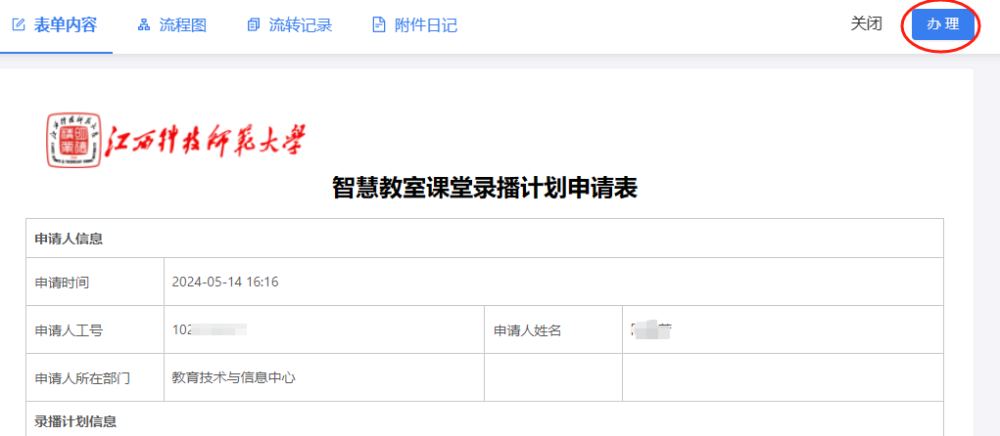 表单内容 流程图 流转记录 附件日记 关闭 办 理
江西科技师范大学
智慧教室课堂录播计划申请表
申请人信息
申请时间 2024-05-14 16:16
申请人工号 102 申请人姓名
申请人所在部门 教育技术与信息中心
录播计划信息